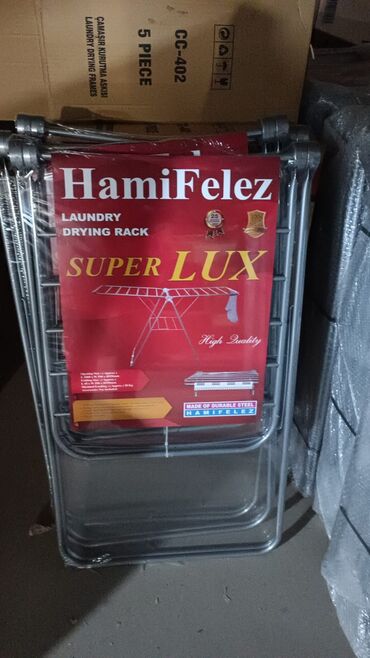 CC-402
5 PIECE
ÇAMAŞIR KURUTMA ASKISI
LAUNDRY DRYING FRAMES
HamiFelez
LAUNDRY
DRYING RACK
SUPER LUX
High Quality
MADE OF DURABLE STEEL
HAMIFELEZ